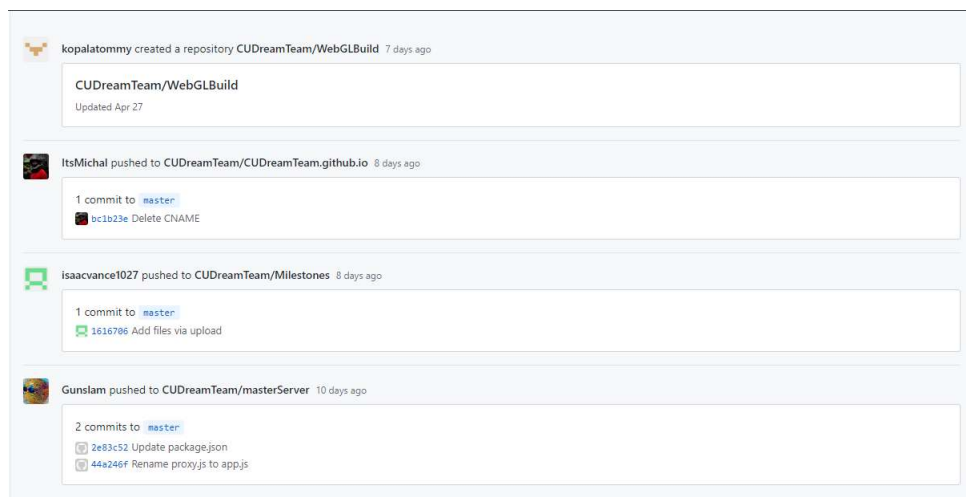 kopalatommy created a repository CUDreamTeam/WebGLBuild 7 days ago
CUDreamTeam/WebGLBuild
Updated Apr 27
ItsMichal pushed to CUDreamTeam/CUDreamTeam.github.io 8 days ago
1 commit to master
bc1b23e Delete CNAME
isaacvance1027 pushed to CUDreamTeam/Milestones 8 days ago
1 commit to master
1616706 Add files via upload
Gunslam pushed to CUDreamTeam/masterServer 10 days ago
2 commits to master
2e83c52 Update package.json
44a246f Rename proxy.js to app.js